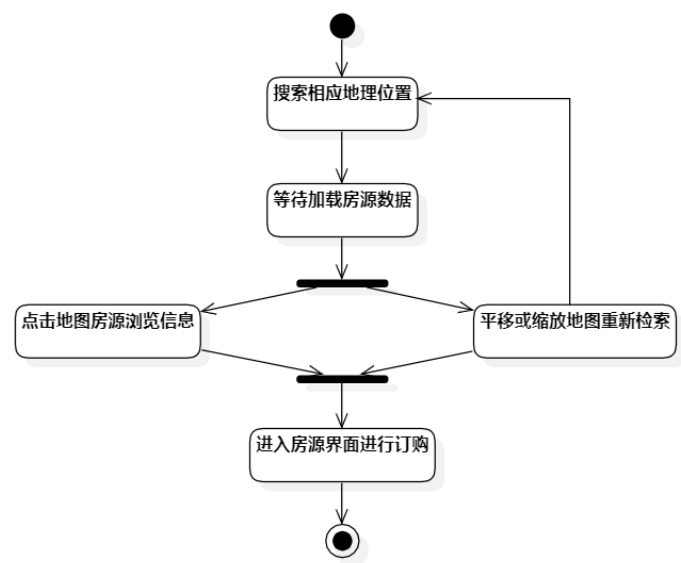 搜索相应地理位置
等待加载房源数据
点击地图房源浏览信息
平移或缩放地图重新检索
进入房源界面进行订购